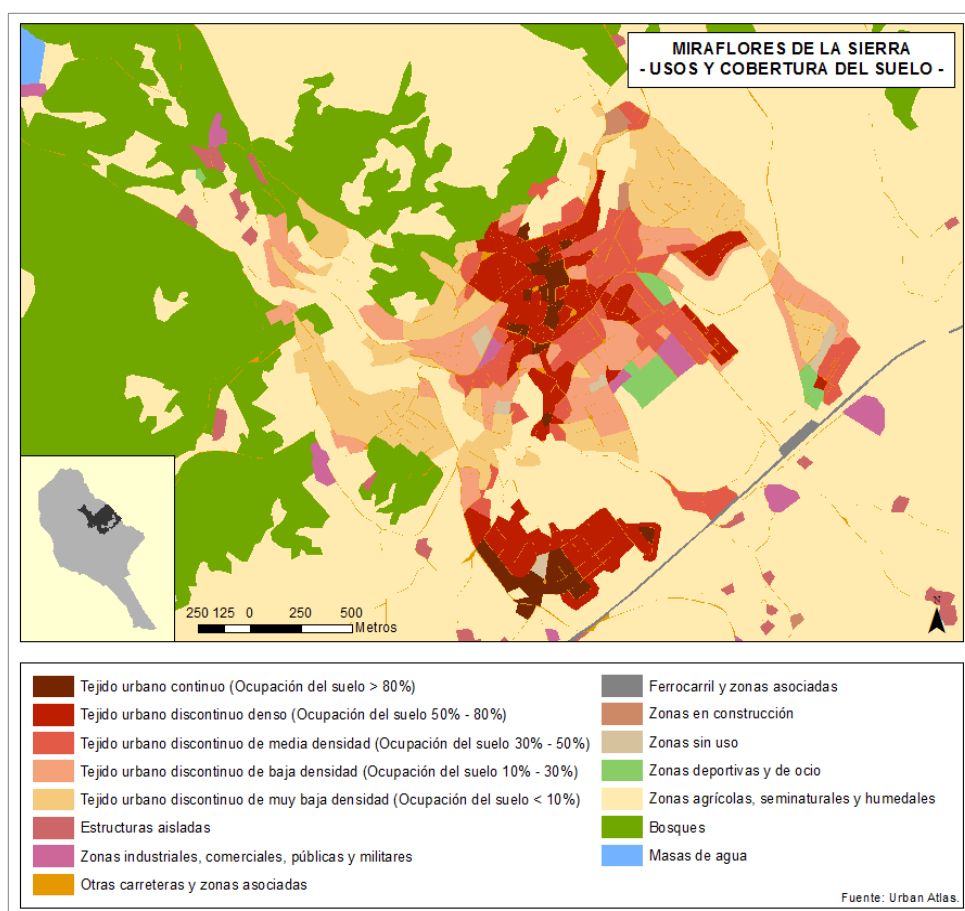 MIRAFLORES DE LA SIERRA
- USOS Y COBERTURA DEL SUELO -
250 125 0 250 500
Metros
N
Tejido urbano continuo (Ocupación del suelo > 80%)
Tejido urbano discontinuo denso (Ocupación del suelo 50% - 80%)
Tejido urbano discontinuo de media densidad (Ocupación del suelo 30% - 50%)
Tejido urbano discontinuo de baja densidad (Ocupación del suelo 10% - 30%)
Tejido urbano discontinuo de muy baja densidad (Ocupación del suelo < 10%)
Estructuras aisladas
Zonas industriales, comerciales, públicas y militares
Otras carreteras y zonas asociadas
Ferrocarril y zonas asociadas
Zonas en construcción
Zonas sin uso
Zonas deportivas y de ocio
Zonas agrícolas, seminaturales y humedales
Bosques
Masas de agua
Fuente: Urban Atlas.